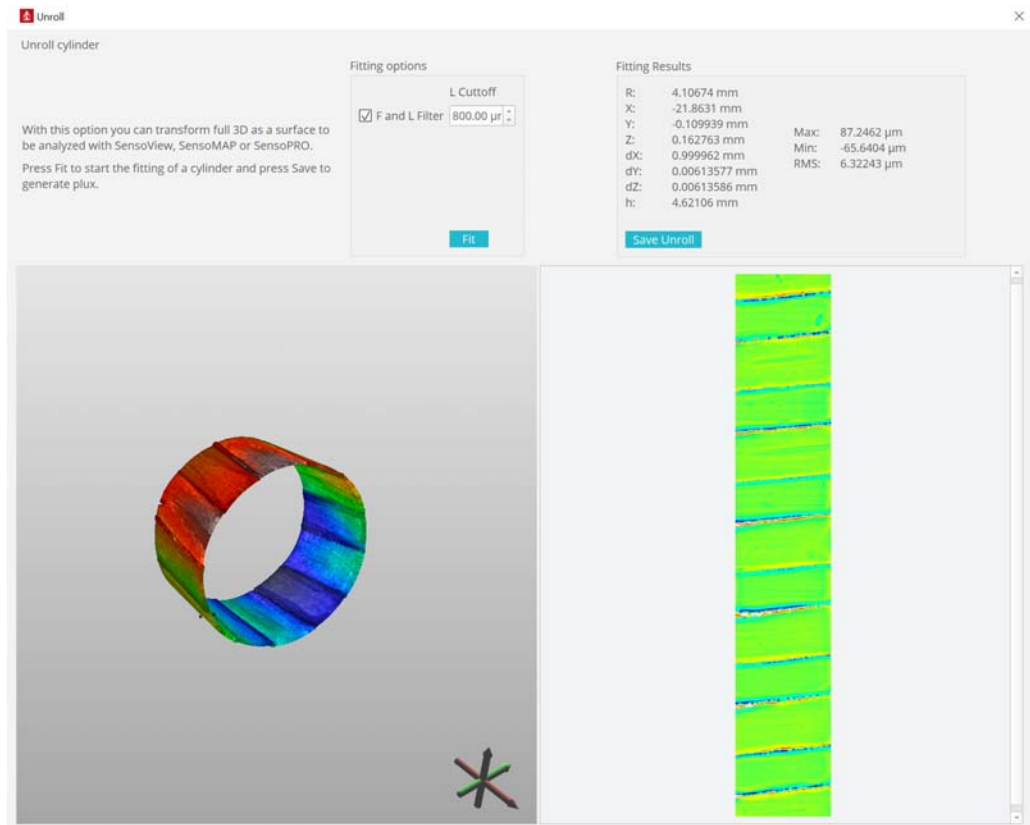 Unroll
Unroll cylinder
With this option you can transform full 3D as a surface to
be analyzed with SensoView, SensoMAP or SensoPRO.
Press Fit to start the fitting of a cylinder and press Save to
generate plux.
Fitting options
L Cuttoff
F and L Filter 800.00 µr
Fit
Fitting Results
R: 4.10674 mm
X: -21.8631 mm
Y: -0.109939 mm
Z: 0.162763 mm
dX: 0.999962 mm
dY: 0.00613577 mm
dZ: 0.00613586 mm
h: 4.62106 mm
Max: 87.2462 µm
Min: -65.6404 µm
RMS: 6.32243 µm
Save Unroll